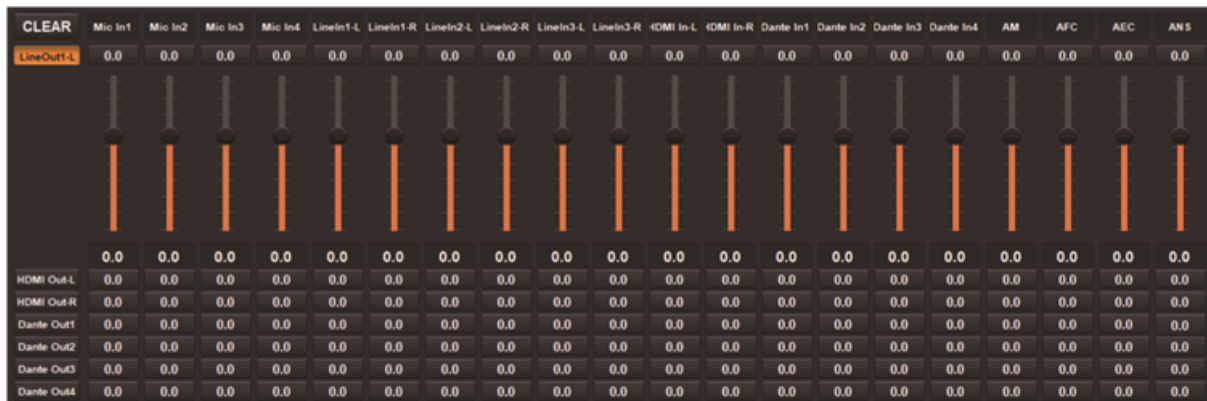 CLEAR Mic In1 Mic In2 Mic In3 Mic In4 LineIn1-L LineIn1-R LineIn2-L LineIn2-R LineIn3-L LineIn3-R HDMI In-L HDMI In-R Dante In1 Dante In2 Dante In3 Dante In4 AM AFC AEC ANS
LineOut1-L 0.0 0.0 0.0 0.0 0.0 0.0 0.0 0.0 0.0 0.0 0.0 0.0 0.0 0.0 0.0 0.0 0.0 0.0 0.0 0.0
0.0 0.0 0.0 0.0 0.0 0.0 0.0 0.0 0.0 0.0 0.0 0.0 0.0 0.0 0.0 0.0 0.0 0.0 0.0 0.0
HDMI Out-L 0.0 0.0 0.0 0.0 0.0 0.0 0.0 0.0 0.0 0.0 0.0 0.0 0.0 0.0 0.0 0.0 0.0 0.0 0.0 0.0
HDMI Out-R 0.0 0.0 0.0 0.0 0.0 0.0 0.0 0.0 0.0 0.0 0.0 0.0 0.0 0.0 0.0 0.0 0.0 0.0 0.0 0.0
Dante Out1 0.0 0.0 0.0 0.0 0.0 0.0 0.0 0.0 0.0 0.0 0.0 0.0 0.0 0.0 0.0 0.0 0.0 0.0 0.0 0.0
Dante Out2 0.0 0.0 0.0 0.0 0.0 0.0 0.0 0.0 0.0 0.0 0.0 0.0 0.0 0.0 0.0 0.0 0.0 0.0 0.0 0.0
Dante Out3 0.0 0.0 0.0 0.0 0.0 0.0 0.0 0.0 0.0 0.0 0.0 0.0 0.0 0.0 0.0 0.0 0.0 0.0 0.0 0.0
Dante Out4 0.0 0.0 0.0 0.0 0.0 0.0 0.0 0.0 0.0 0.0 0.0 0.0 0.0 0.0 0.0 0.0 0.0 0.0 0.0 0.0